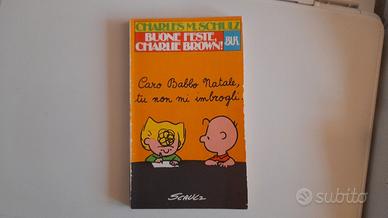 CHARLES M. SCHULZ
BUONE FESTE,
CHARLIE BROWN!
BUR
Caro Babbo Natale,
tu non mi imbrogli
SCHULZ
subito